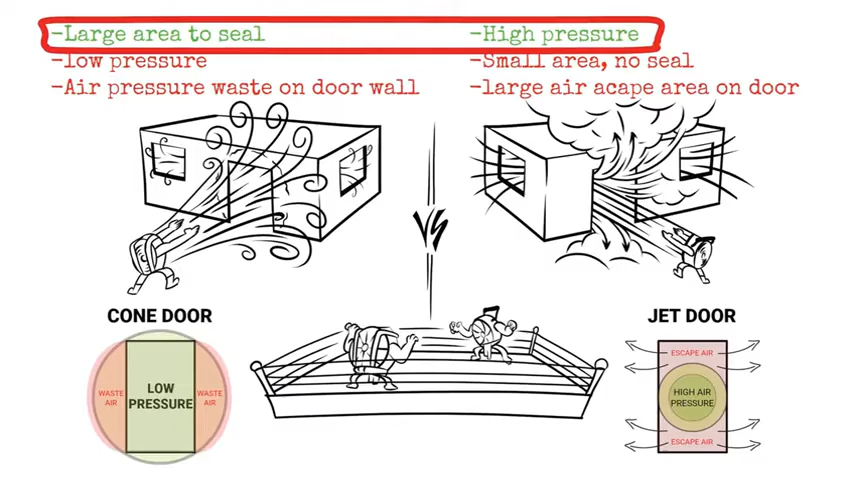 -Large area to seal
-low pressure
-Air pressure waste on door wall
-High pressure
-Small area, no seal
-large air acape area on door
VS
CONE DOOR
WASTE
AIR
LOW
PRESSURE
WASTE
AIR
JET DOOR
ESCAPE AIR
HIGH AIR
PRESSURE
ESCAPE AIR